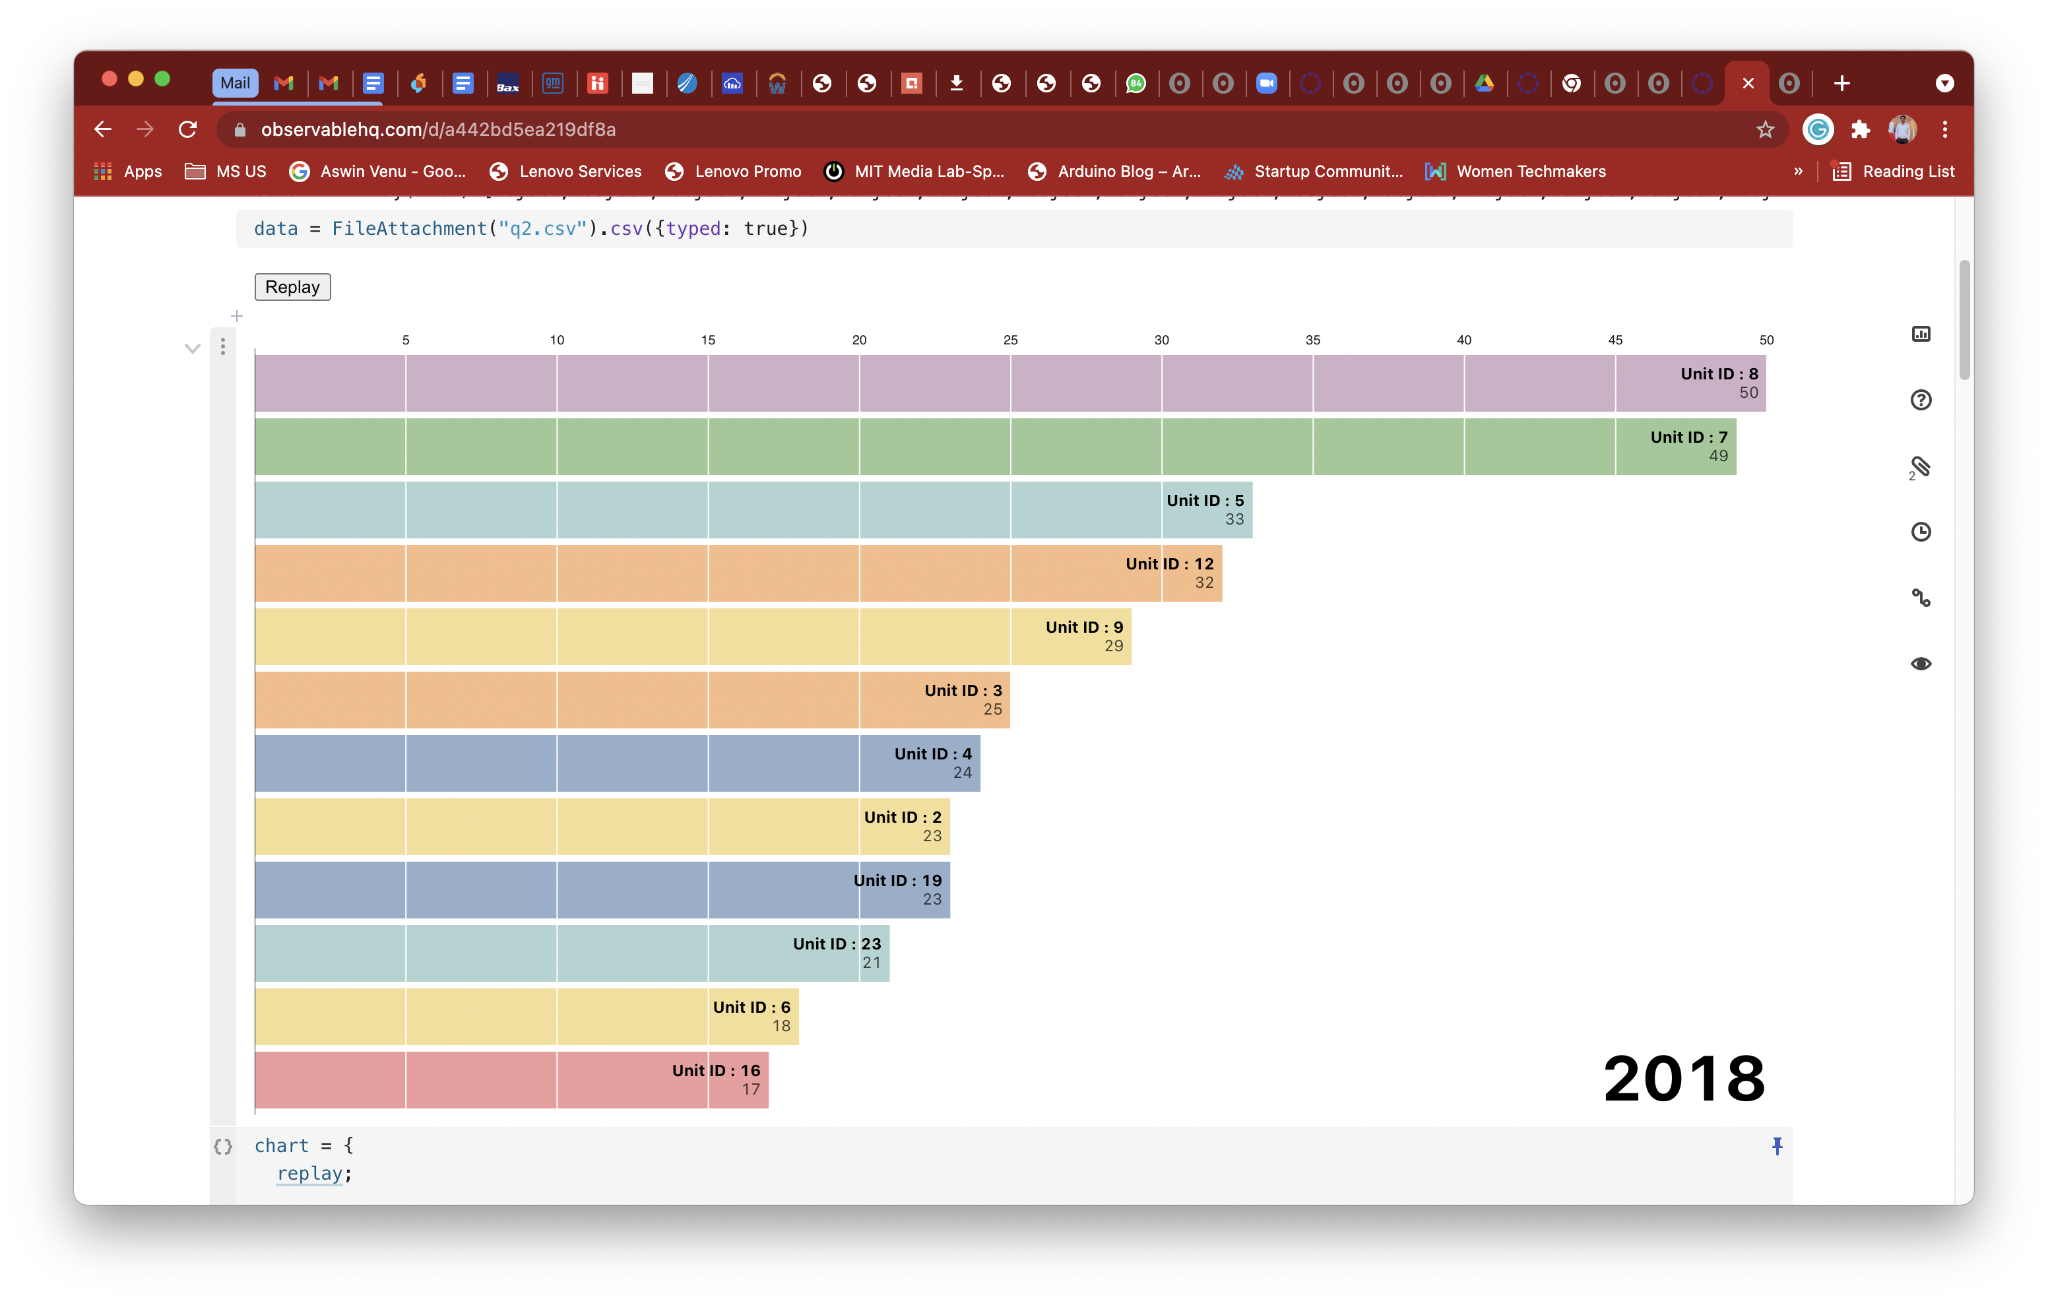 Mail
observablehq.com/d/a442bd5ea219df8a
Apps MS US Aswin Venu - Goo... Lenovo Services Lenovo Promo MIT Media Lab-Sp... Arduino Blog – Ar... Startup Communit... Women Techmakers » Reading List
data = FileAttachment("q2.csv").csv({typed: true})
Replay
5 10 15 20 25 30 35 40 45 50
Unit ID : 8
50
Unit ID : 7
49
Unit ID : 5
33
Unit ID : 12
32
Unit ID : 9
29
Unit ID : 3
25
Unit ID : 4
24
Unit ID : 2
23
Unit ID : 19
23
Unit ID : 23
21
Unit ID : 6
18
Unit ID : 16
17
2018
2
{} chart = {
replay;